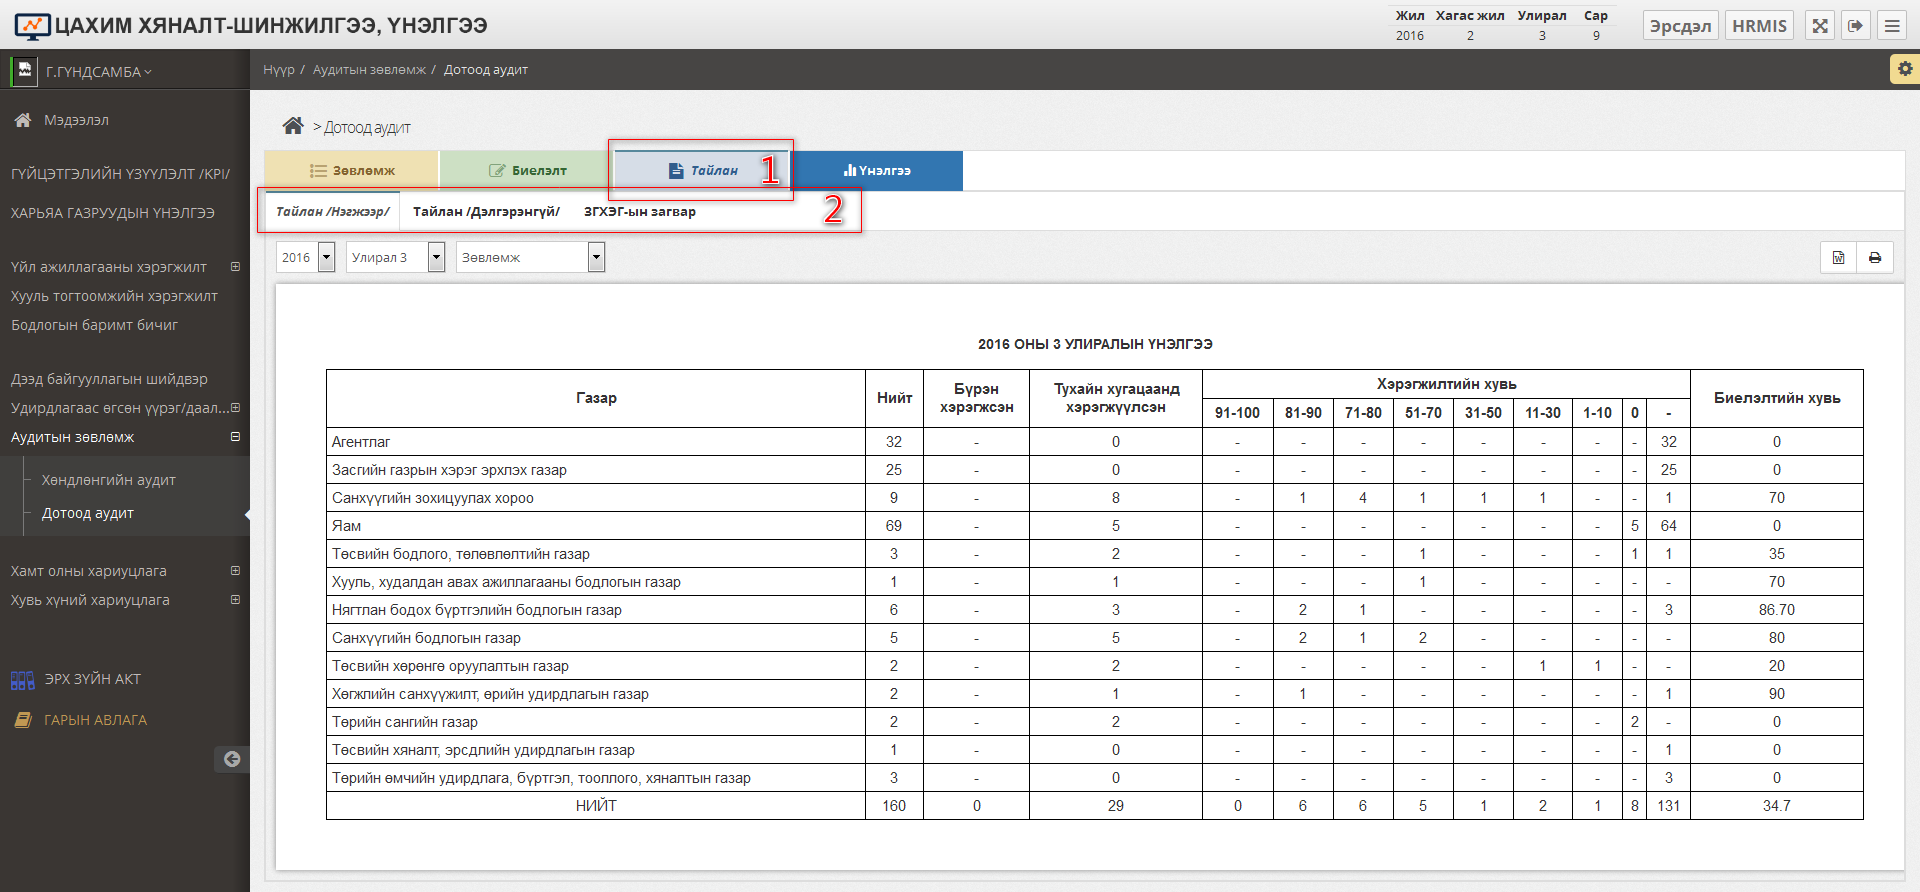 ЦАХИМ ХЯНАЛТ-ШИНЖИЛГЭЭ, ҮНЭЛГЭЭ
Жил Хагас жил Улирал Сар
2016 2 3 9
Эрсдэл HRMIS
Г.ГҮНДСАМБА
Нүүр / Аудитын зөвлөмж / Дотоод аудит
Мэдээлэл
ГҮЙЦЭТГЭЛИЙН ҮЗҮҮЛЭЛТ /KPI/
ХАРЬЯА ГАЗРУУДЫН ҮНЭЛГЭЭ
Үйл ажиллагааны хэрэгжилт
Хууль тогтоомжийн хэрэгжилт
Бодлогын баримт бичиг
Дээд байгууллагын шийдвэр
Удирдлагаас өгсөн үүрэг/даал...
Аудитын зөвлөмж
Хөндлөнгийн аудит
Дотоод аудит
Хамт олны хариуцлага
Хувь хүний хариуцлага
ЭРХ ЗҮЙН АКТ
ГАРЫН АВЛАГА
> Дотоод аудит
Зөвлөмж Биелэлт Тайлан 1 Үнэлгээ
Тайлан /Нэгжээр/ Тайлан /Дэлгэрэнгүй/ ЗГХЭГ-ын загвар 2
2016 Улирал 3 Зөвлөмж
2016 ОНЫ 3 УЛИРАЛЫН ҮНЭЛГЭЭ
Газар Нийт Бүрэн хэрэгжсэн Тухайн хугацаанд хэрэгжүүлсэн Хэрэгжилтийн хувь Биелэлтийн хувь
91-100 81-90 71-80 51-70 31-50 11-30 1-10 0 -
Агентлаг 32 - 0 - - - - - - - - 32 0
Засгийн газрын хэрэг эрхлэх газар 25 - 0 - - - - - - - - 25 0
Санхүүгийн зохицуулах хороо 9 - 8 - 1 4 1 1 1 - - 1 70
Яам 69 - 5 - - - - - - - 5 64 0
Төсвийн бодлого, төлөвлөлтийн газар 3 - 2 - - - 1 - - - 1 1 35
Хууль, худалдан авах ажиллагааны бодлогын газар 1 - 1 - - - 1 - - - - - 70
Нягтлан бодох бүртгэлийн бодлогын газар 6 - 3 - 2 1 - - - - - 3 86.70
Санхүүгийн бодлогын газар 5 - 5 - 2 1 2 - - - - - 80
Төсвийн хөрөнгө оруулалтын газар 2 - 2 - - - - - 1 1 - - 20
Хөгжлийн санхүүжилт, өрийн удирдлагын газар 2 - 1 - 1 - - - - - - 1 90
Төрийн сангийн газар 2 - 2 - - - - - - - 2 - 0
Төсвийн хяналт, эрсдлийн удирдлагын газар 1 - 0 - - - - - - - - 1 0
Төрийн өмчийн удирдлага, бүртгэл, тооллого, хяналтын газар 3 - 0 - - - - - - - - 3 0
НИЙТ 160 0 29 0 6 6 5 1 2 1 8 131 34.7